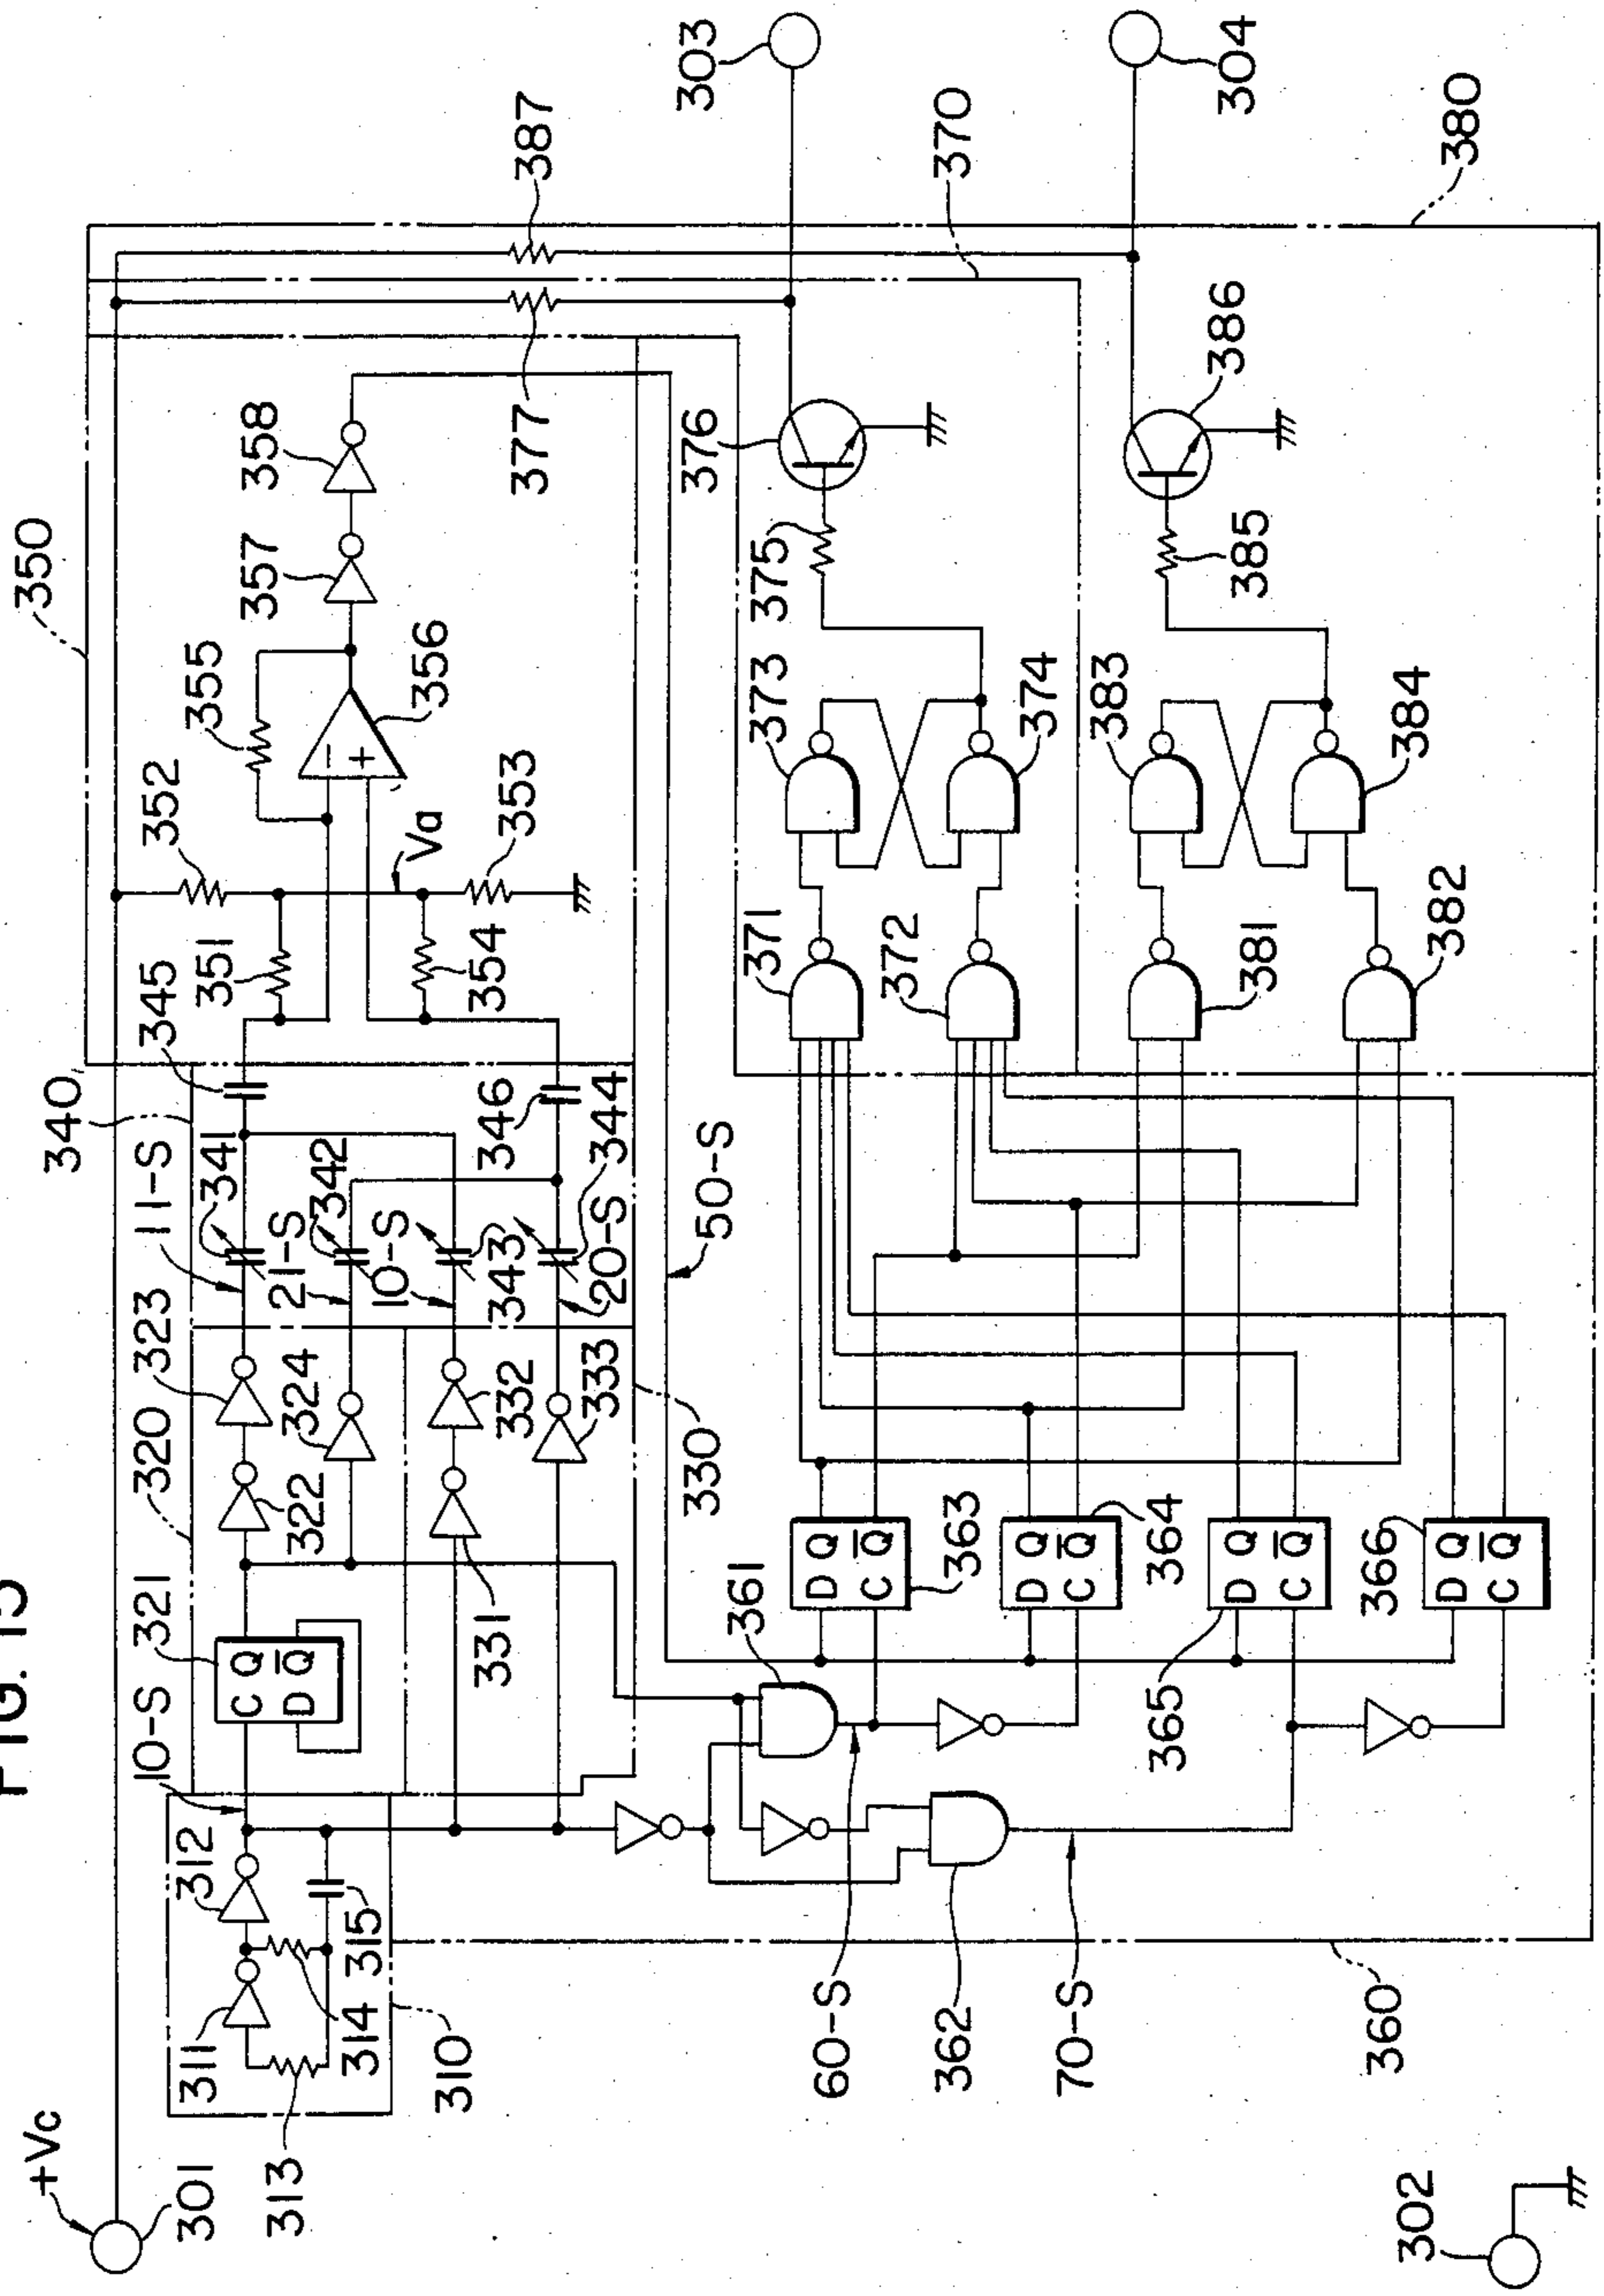 FIG. 15
+Vc
301
302
303
304
310
311
312
313
314
315
10-S
320
321
C Q
D Q̅
322
323
324
330
331
332
333
340
11-S
341
21-S
342
10-S
343
20-S
344
345
346
350
351
352
353
354
355
356
−
+
Va
357
358
50-S
360
361
362
60-S
70-S
363
D Q
C Q̅
364
D Q
C Q̅
365
D Q
C Q̅
366
D Q
C Q̅
370
371
372
373
374
375
376
377
380
381
382
383
384
385
386
387